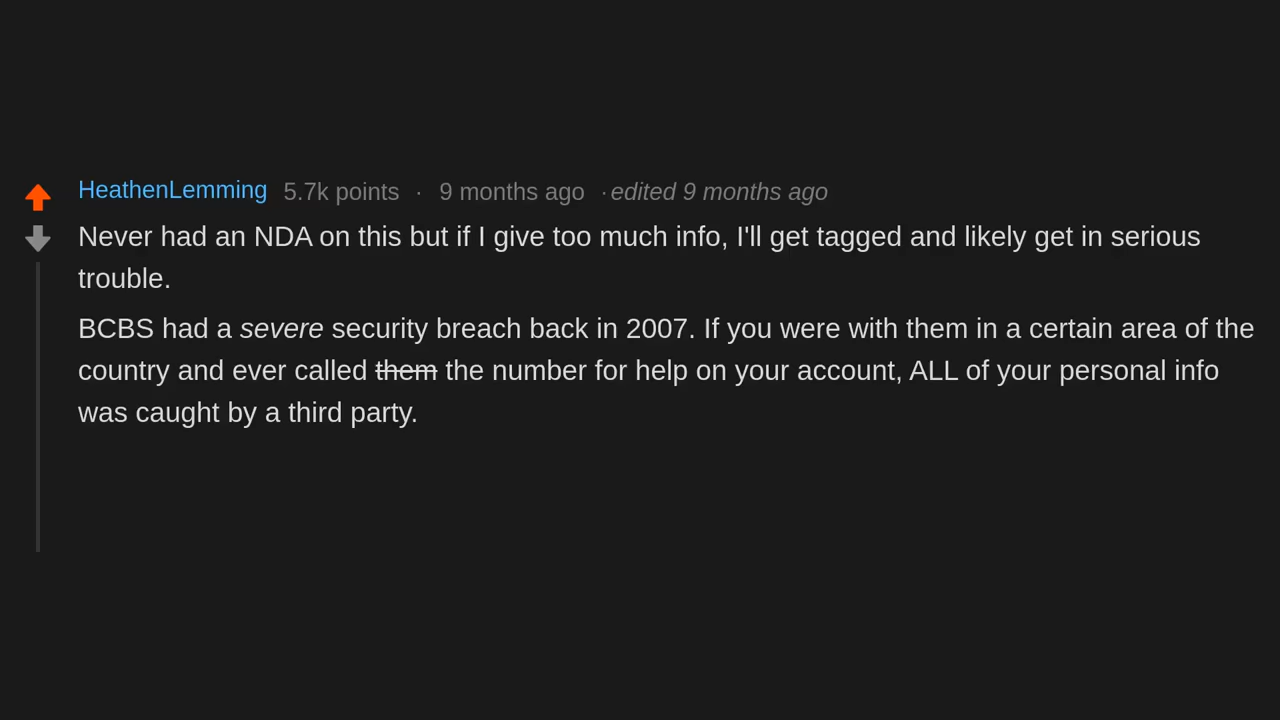 HeathenLemming 5.7k points · 9 months ago · edited 9 months ago
Never had an NDA on this but if I give too much info, I'll get tagged and likely get in serious
trouble.
BCBS had a severe security breach back in 2007. If you were with them in a certain area of the
country and ever called them the number for help on your account, ALL of your personal info
was caught by a third party.